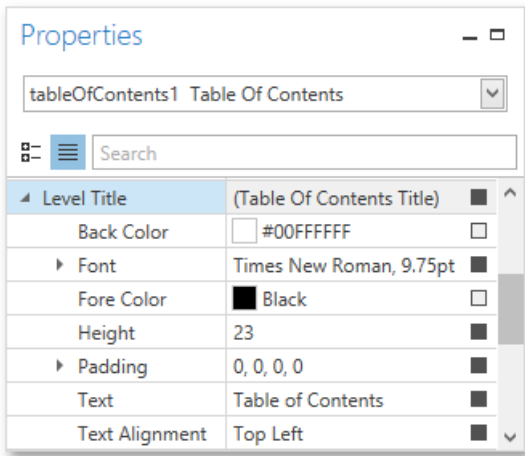 Properties
tableOfContents1 Table Of Contents
Search
Level Title (Table Of Contents Title)
Back Color #00FFFFFF
Font Times New Roman, 9.75pt
Fore Color Black
Height 23
Padding 0, 0, 0, 0
Text Table of Contents
Text Alignment Top Left